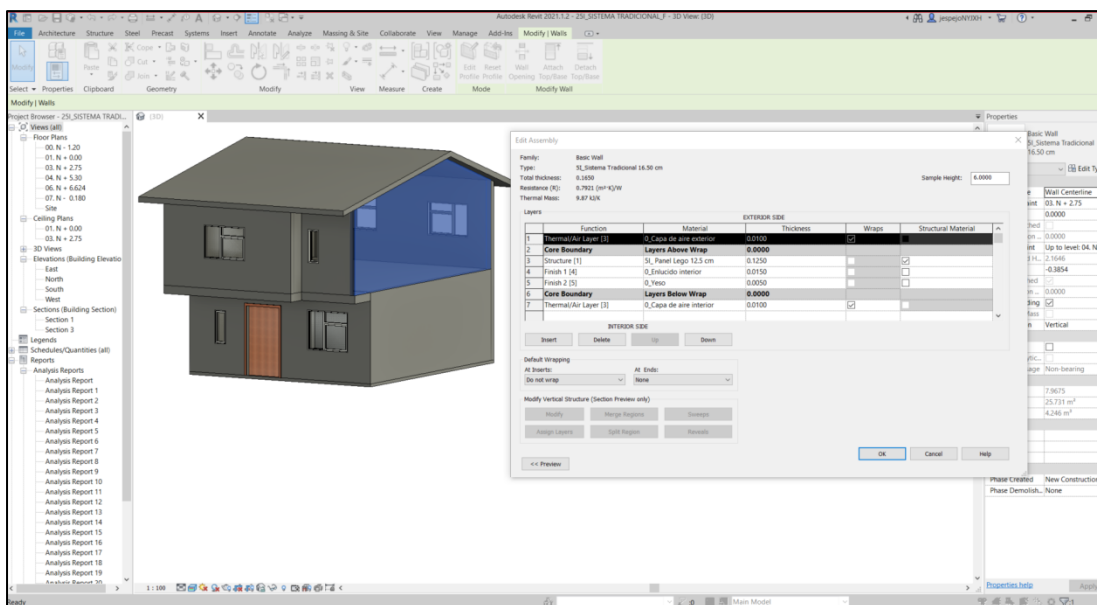 Autodesk Revit 2021.1.2 - 25I_SISTEMA TRADICIONAL_F - 3D View: {3D}
jespejoNYJXH
File Architecture Structure Steel Precast Systems Insert Annotate Analyze Massing & Site Collaborate View Manage Add-Ins Modify | Walls
Modify Properties Paste Cope Cut Join
Edit Profile Reset Profile Wall Opening Attach Top/Base Detach Top/Base
Select Properties Clipboard Geometry Modify View Measure Create Mode Modify Wall
Modify | Walls
Project Browser - 25I_SISTEMA TRADI...
Views (all)
Floor Plans
00. N - 1.20
01. N + 0.00
03. N + 2.75
04. N + 5.30
06. N + 6.624
07. N - 0.180
Site
Ceiling Plans
01. N + 0.00
03. N + 2.75
3D Views
Elevations (Building Elevatio
East
North
South
West
Sections (Building Section)
Section 1
Section 3
Legends
Schedules/Quantities (all)
Reports
Analysis Reports
Analysis Report
Analysis Report 1
Analysis Report 2
Analysis Report 3
Analysis Report 4
Analysis Report 5
Analysis Report 6
Analysis Report 7
Analysis Report 8
Analysis Report 9
Analysis Report 10
Analysis Report 11
Analysis Report 12
Analysis Report 13
Analysis Report 14
Analysis Report 15
Analysis Report 16
Analysis Report 17
Analysis Report 18
Analysis Report 19
Analysis Report 20
{3D}
Edit Assembly
Family: Basic Wall
Type: 5I_Sistema Tradicional 16.50 cm
Total thickness: 0.1650
Sample Height: 6.0000
Resistance (R): 0.7921 (m²·K)/W
Thermal Mass: 9.87 kJ/K
Layers
EXTERIOR SIDE
Function Material Thickness Wraps Structural Material
1 Thermal/Air Layer [3] 0_Capa de aire exterior 0.0100
2 Core Boundary Layers Above Wrap 0.0000
3 Structure [1] 5I_ Panel Lego 12.5 cm 0.1250
4 Finish 1 [4] 0_Enlucido interior 0.0150
5 Finish 2 [5] 0_Yeso 0.0050
6 Core Boundary Layers Below Wrap 0.0000
7 Thermal/Air Layer [3] 0_Capa de aire interior 0.0100
INTERIOR SIDE
Insert Delete Up Down
Default Wrapping
At Inserts: At Ends:
Do not wrap None
Modify Vertical Structure (Section Preview only)
Modify Merge Regions Sweeps
Assign Layers Split Region Reveals
OK Cancel Help
<< Preview
Properties
Basic Wall
5I_Sistema Tradicional
16.50 cm
Edit Ty
Wall Centerline
03. N + 2.75
0.0000
0.0000
Up to level: 04. N
2.1646
-0.3854
0.0000
Vertical
Non-bearing
7.9675
25.731 m²
4.246 m³
Phase Created New Construction
Phase Demolish... None
Properties help Apply
1 : 100
Ready
:0 Main Model
:1